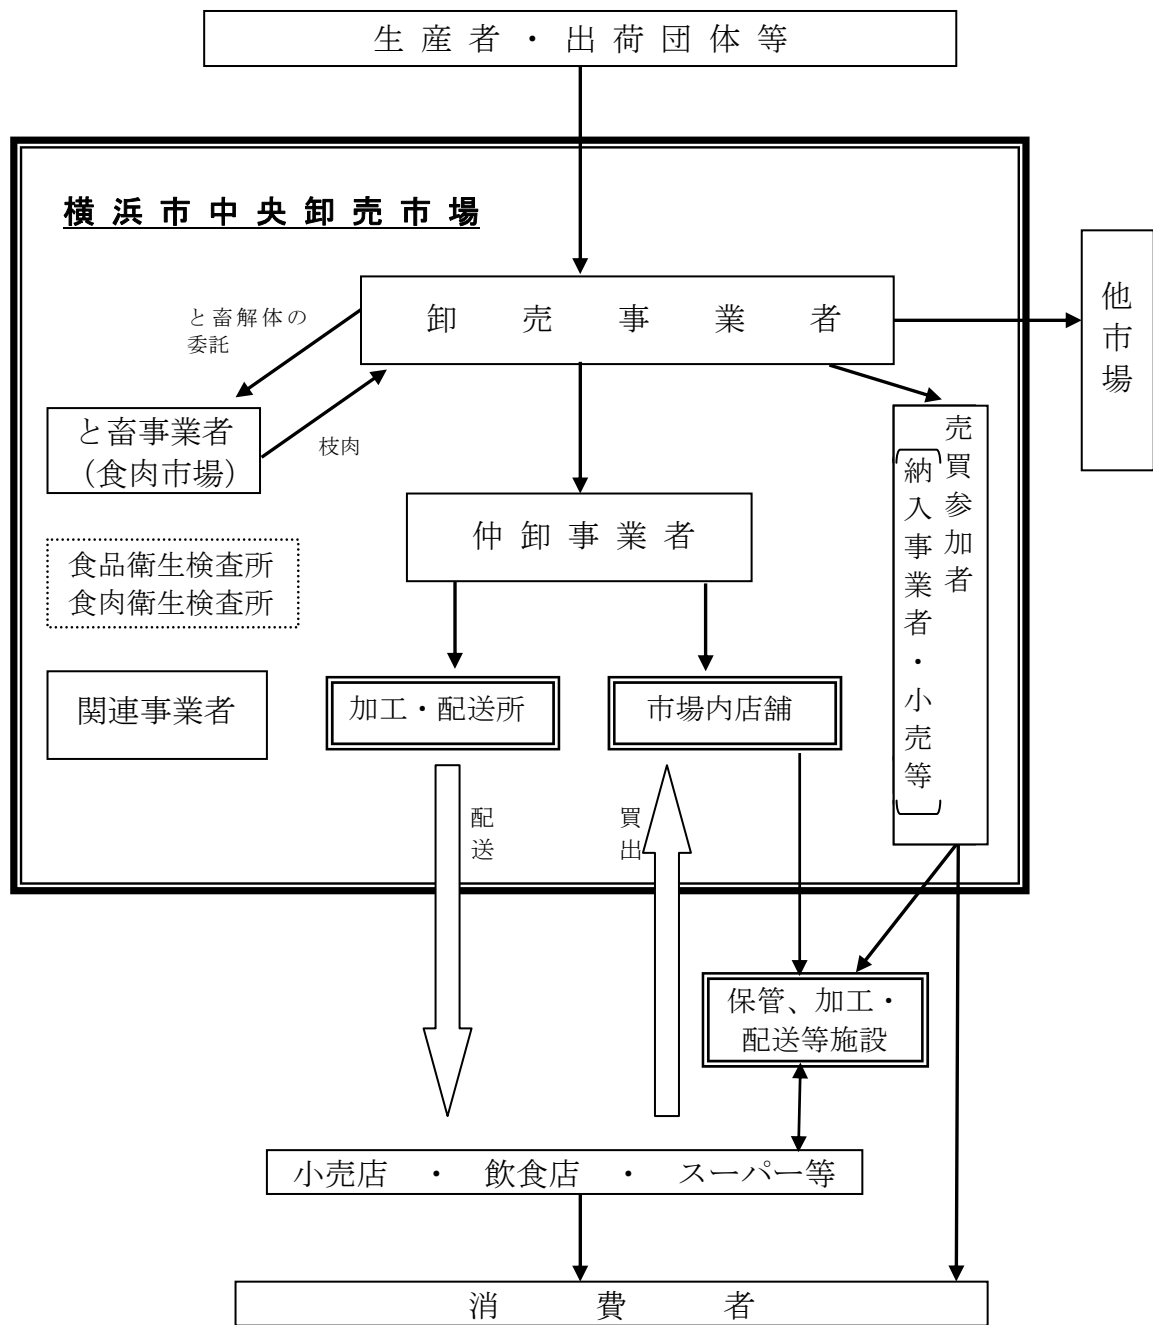 生産者・出荷団体等
横浜市中央卸売市場
卸売事業者
他市場
と畜解体の
委託
と畜事業者
（食肉市場）
枝肉
売買参加者
納入事業者・小売等
仲卸事業者
食品衛生検査所
食肉衛生検査所
関連事業者
加工・配送所
市場内店舗
配送
買出
保管、加工・
配送等施設
小売店　・　飲食店　・　スーパー等
消費者